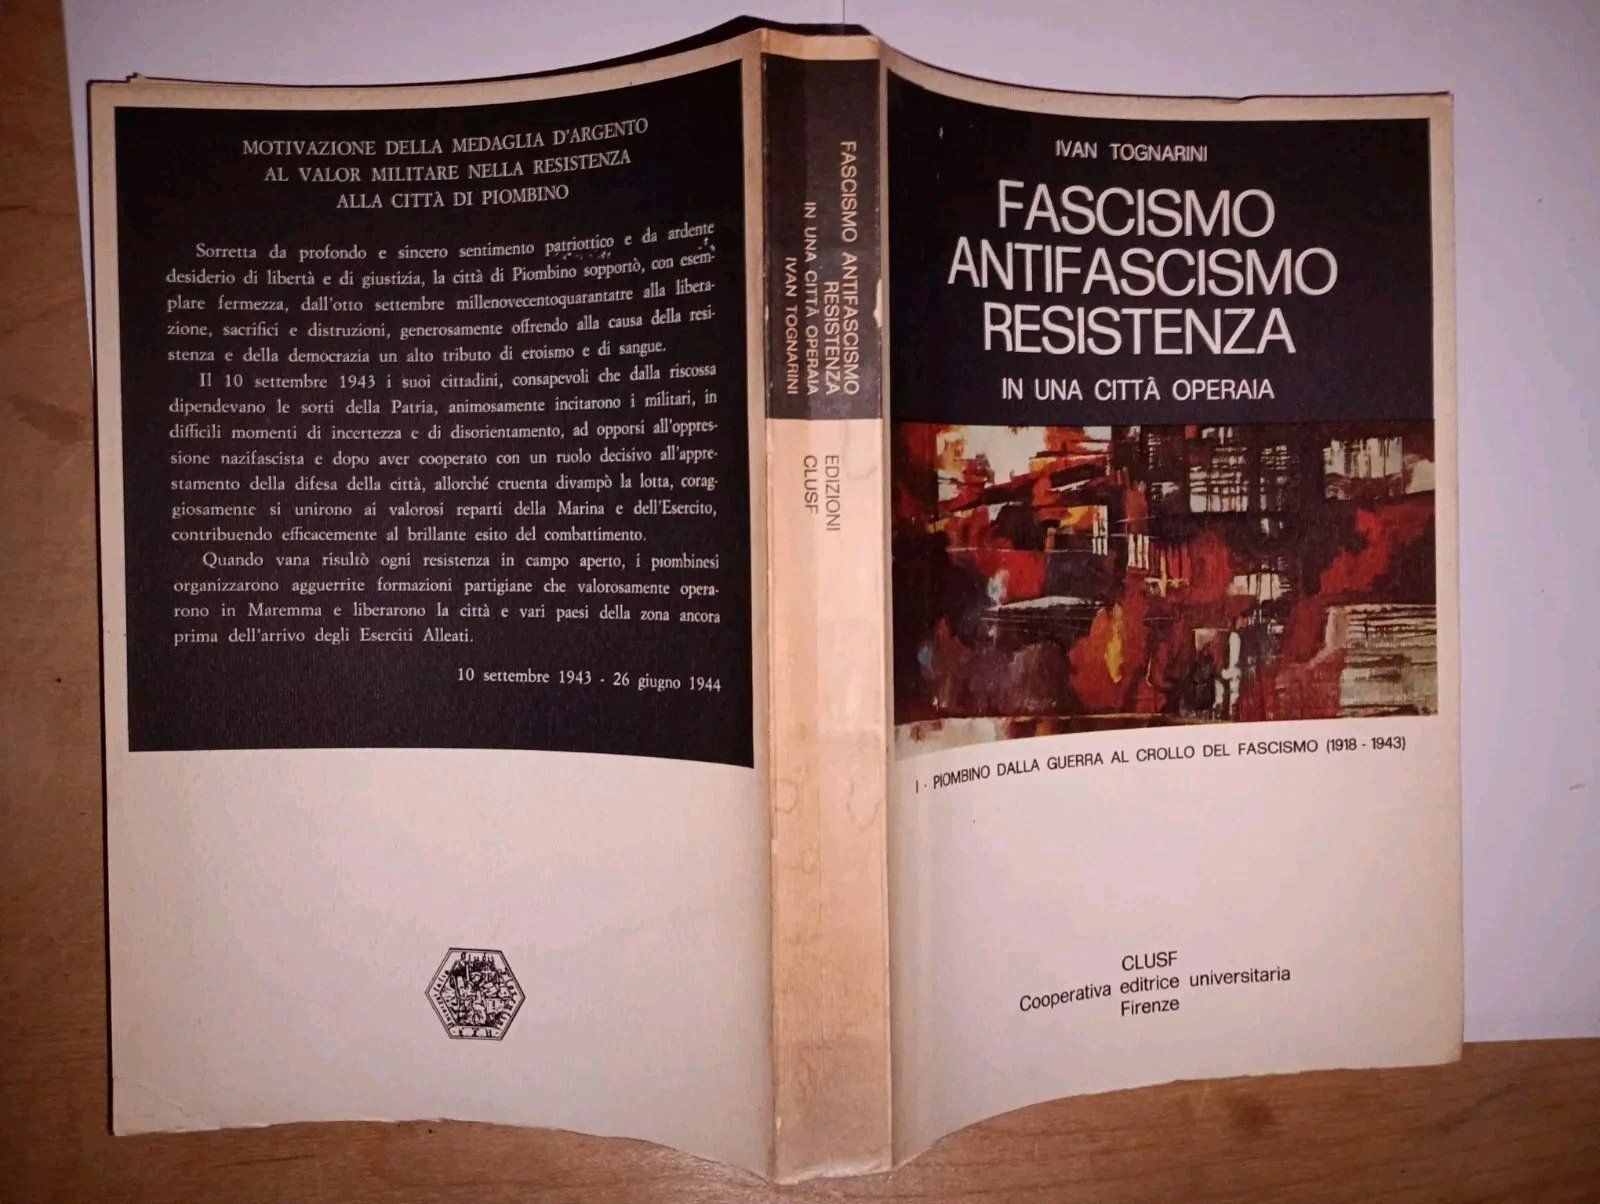 MOTIVAZIONE DELLA MEDAGLIA D'ARGENTO
AL VALOR MILITARE NELLA RESISTENZA
ALLA CITTÀ DI PIOMBINO
Sorretta da profondo e sincero sentimento patriottico e da ardente
desiderio di libertà e di giustizia, la città di Piombino sopportò, con esem-
plare fermezza, dall'otto settembre millenovecentoquarantatre alla libera-
zione, sacrifici e distruzioni, generosamente offrendo alla causa della resi-
stenza e della democrazia un alto tributo di eroismo e di sangue.
Il 10 settembre 1943 i suoi cittadini, consapevoli che dalla riscossa
dipendevano le sorti della Patria, animosamente incitarono i militari, in
difficili momenti di incertezza e di disorientamento, ad opporsi all'oppres-
sione nazifascista e dopo aver cooperato con un ruolo decisivo all'appre-
stamento della difesa della città, allorché cruenta divampò la lotta, corag-
giosamente si unirono ai valorosi reparti della Marina e dell'Esercito,
contribuendo efficacemente al brillante esito del combattimento.
Quando vana risultò ogni resistenza in campo aperto, i piombinesi
organizzarono agguerrite formazioni partigiane che valorosamente opera-
rono in Maremma e liberarono la città e vari paesi della zona ancora
prima dell'arrivo degli Eserciti Alleati.
10 settembre 1943 - 26 giugno 1944
FASCISMO ANTIFASCISMO
RESISTENZA
IN UNA CITTÀ OPERAIA
IVAN TOGNARINI
EDIZIONI
CLUSF
IVAN TOGNARINI
FASCISMO
ANTIFASCISMO
RESISTENZA
IN UNA CITTÀ OPERAIA
I - PIOMBINO DALLA GUERRA AL CROLLO DEL FASCISMO (1918 - 1943)
CLUSF
Cooperativa editrice universitaria
Firenze